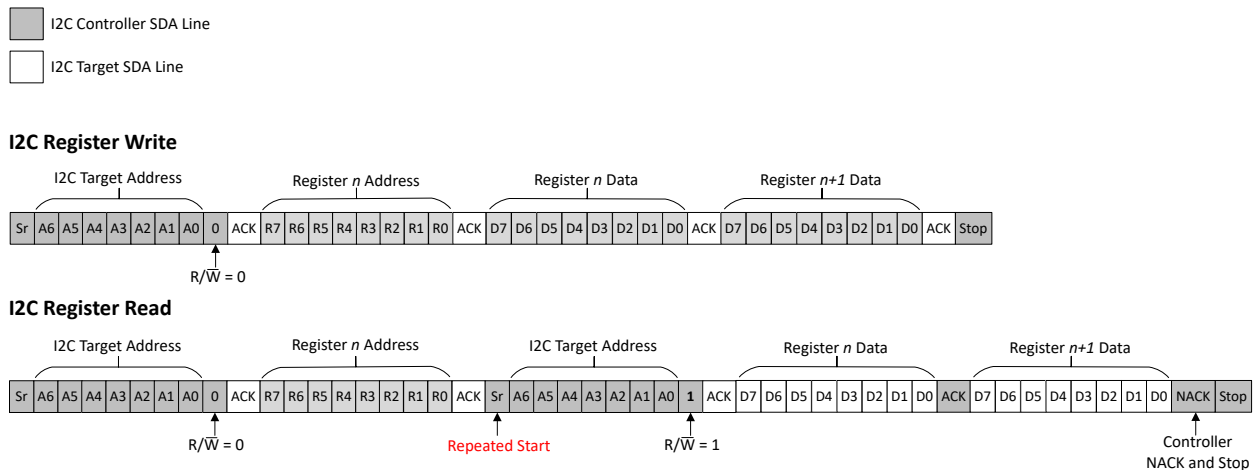 I2C Controller SDA Line
I2C Target SDA Line
I2C Register Write
I2C Target Address Register n Address Register n Data Register n+1 Data
Sr A6 A5 A4 A3 A2 A1 A0 0 ACK R7 R6 R5 R4 R3 R2 R1 R0 ACK D7 D6 D5 D4 D3 D2 D1 D0 ACK D7 D6 D5 D4 D3 D2 D1 D0 ACK Stop
R/W̅ = 0
I2C Register Read
I2C Target Address Register n Address I2C Target Address Register n Data Register n+1 Data
Sr A6 A5 A4 A3 A2 A1 A0 0 ACK R7 R6 R5 R4 R3 R2 R1 R0 ACK Sr A6 A5 A4 A3 A2 A1 A0 1 ACK D7 D6 D5 D4 D3 D2 D1 D0 ACK D7 D6 D5 D4 D3 D2 D1 D0 NACK Stop
R/W̅ = 0 Repeated Start R/W̅ = 1 Controller
NACK and Stop